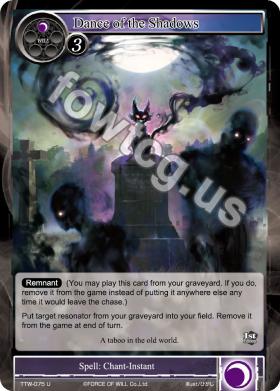 Dance of the Shadows
WILL
3
fowtcg.us
Remnant (You may play this card from your graveyard. If you do,
remove it from the game instead of putting it anywhere else any
time it would leave the chase.)
Put target resonator from your graveyard into your field. Remove
it from the game at end of turn.
1st
A taboo in the old world.
TTW-075 U ©FORCE OF WILL Co.,Ltd.
Spell: Chant-Instant